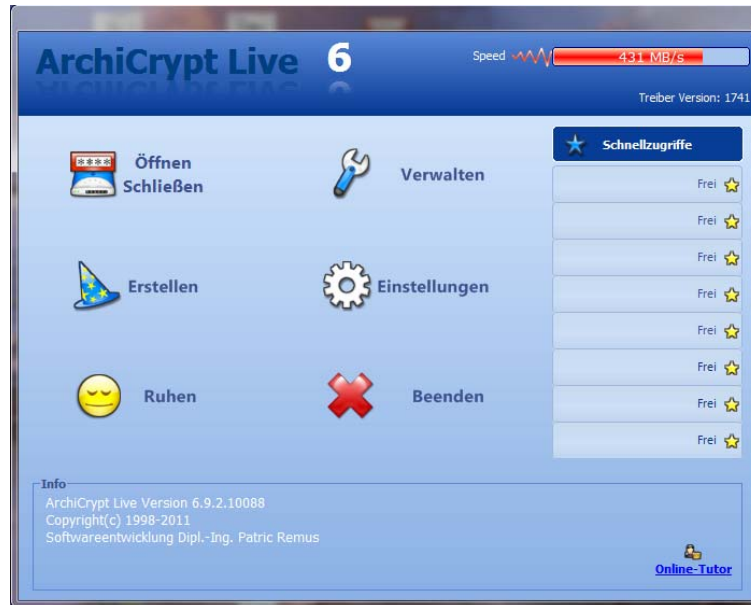 ArchiCrypt Live 6
Speed
431 MB/s
Treiber Version: 1741
Öffnen
Schließen
Verwalten
Erstellen
Einstellungen
Ruhen
Beenden
Schnellzugriffe
Frei
Frei
Frei
Frei
Frei
Frei
Frei
Frei
Info
ArchiCrypt Live Version 6.9.2.10088
Copyright(c) 1998-2011
Softwareentwicklung Dipl.-Ing. Patric Remus
Online-Tutor